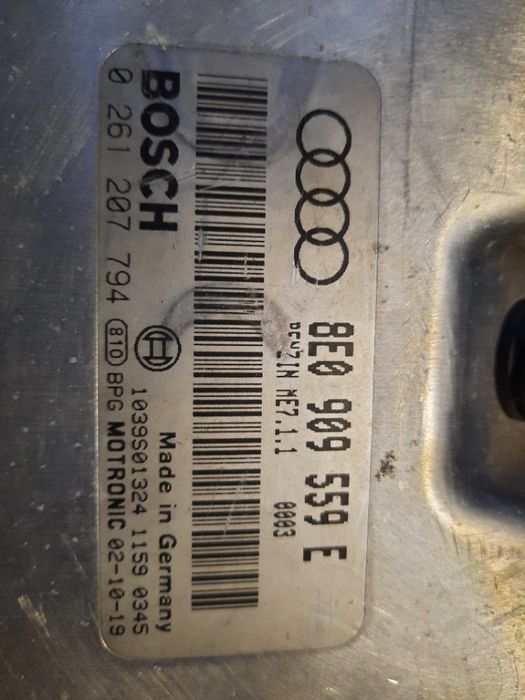 8E0 909 559 E
BENZIN ME7.1.1 0003
BOSCH
0 261 207 794
Made in Germany
1039S01324 1159 0345
810 BPG MOTRONIC 02-10-19